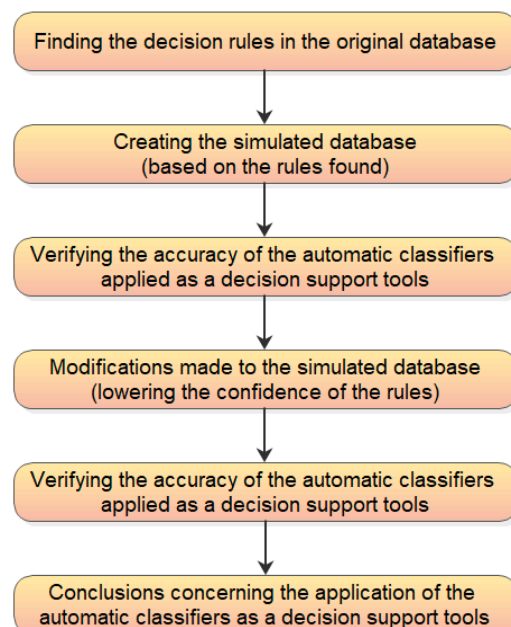 Finding the decision rules in the original database
Creating the simulated database
(based on the rules found)
Verifying the accuracy of the automatic classifiers
applied as a decision support tools
Modifications made to the simulated database
(lowering the confidence of the rules)
Verifying the accuracy of the automatic classifiers
applied as a decision support tools
Conclusions concerning the application of the
automatic classifiers as a decision support tools